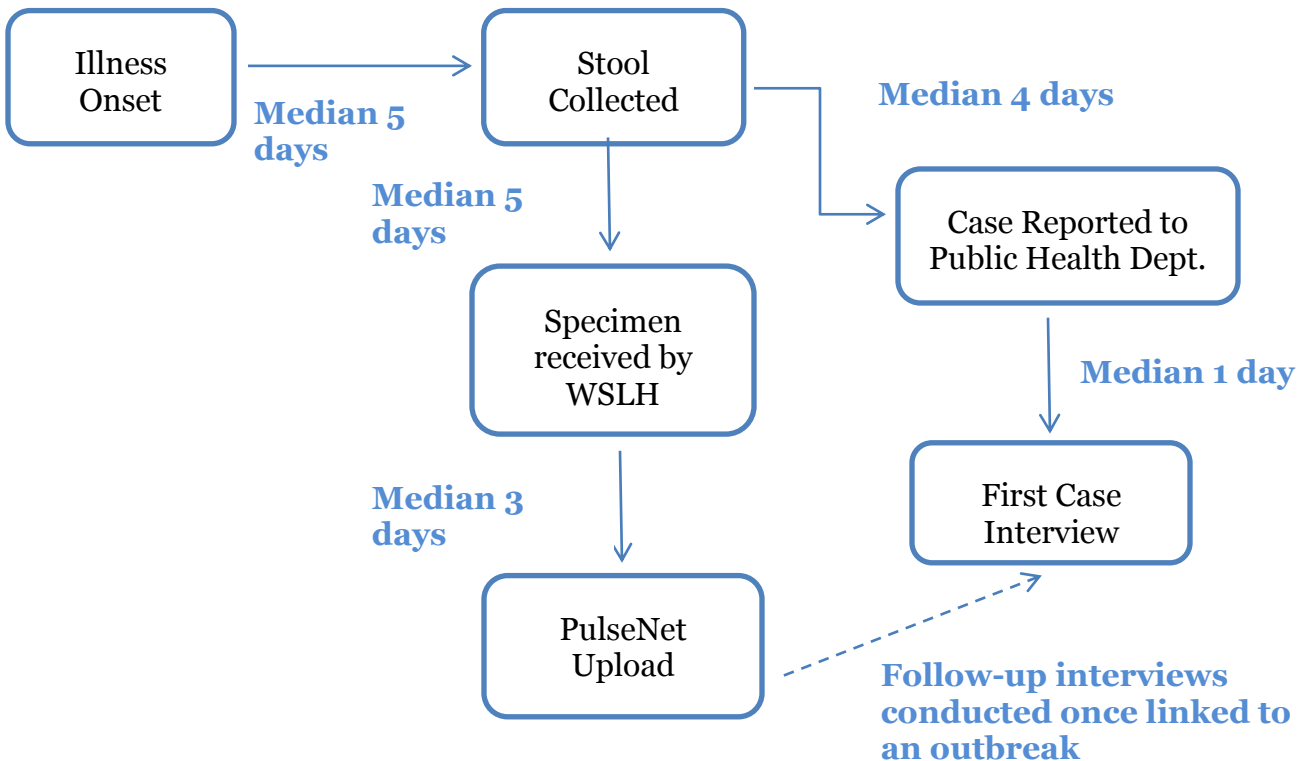 Illness
Onset
Median 5
days
Stool
Collected
Median 4 days
Median 5
days
Case Reported to
Public Health Dept.
Specimen
received by
WSLH
Median 1 day
Median 3
days
First Case
Interview
PulseNet
Upload
Follow-up interviews
conducted once linked to
an outbreak